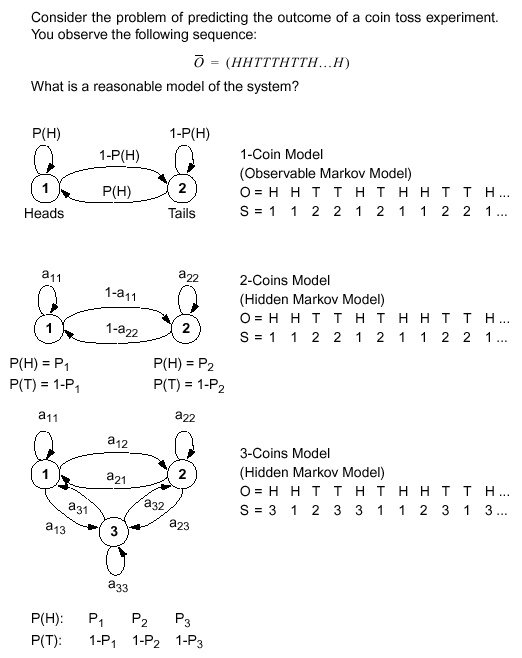 Consider the problem of predicting the outcome of a coin toss experiment.
You observe the following sequence:
O̅ = (HHTTTHTTH…H)
What is a reasonable model of the system?
P(H)
1-P(H)
1-P(H)
1
P(H)
2
Heads
Tails
1-Coin Model
(Observable Markov Model)
O = H H T T H T H H T T H ...
S = 1 1 2 2 1 2 1 1 2 2 1 ...
a11
a22
1-a11
1
1-a22
2
P(H) = P1
P(T) = 1-P1
P(H) = P2
P(T) = 1-P2
2-Coins Model
(Hidden Markov Model)
O = H H T T H T H H T T H ...
S = 1 1 2 2 1 2 1 1 2 2 1 ...
a11
a22
a12
1
a21
2
a31
a32
a13
3
a23
a33
3-Coins Model
(Hidden Markov Model)
O = H H T T H T H H T T H ...
S = 3 1 2 3 3 1 1 2 3 1 3 ...
P(H): P1 P2 P3
P(T): 1-P1 1-P2 1-P3